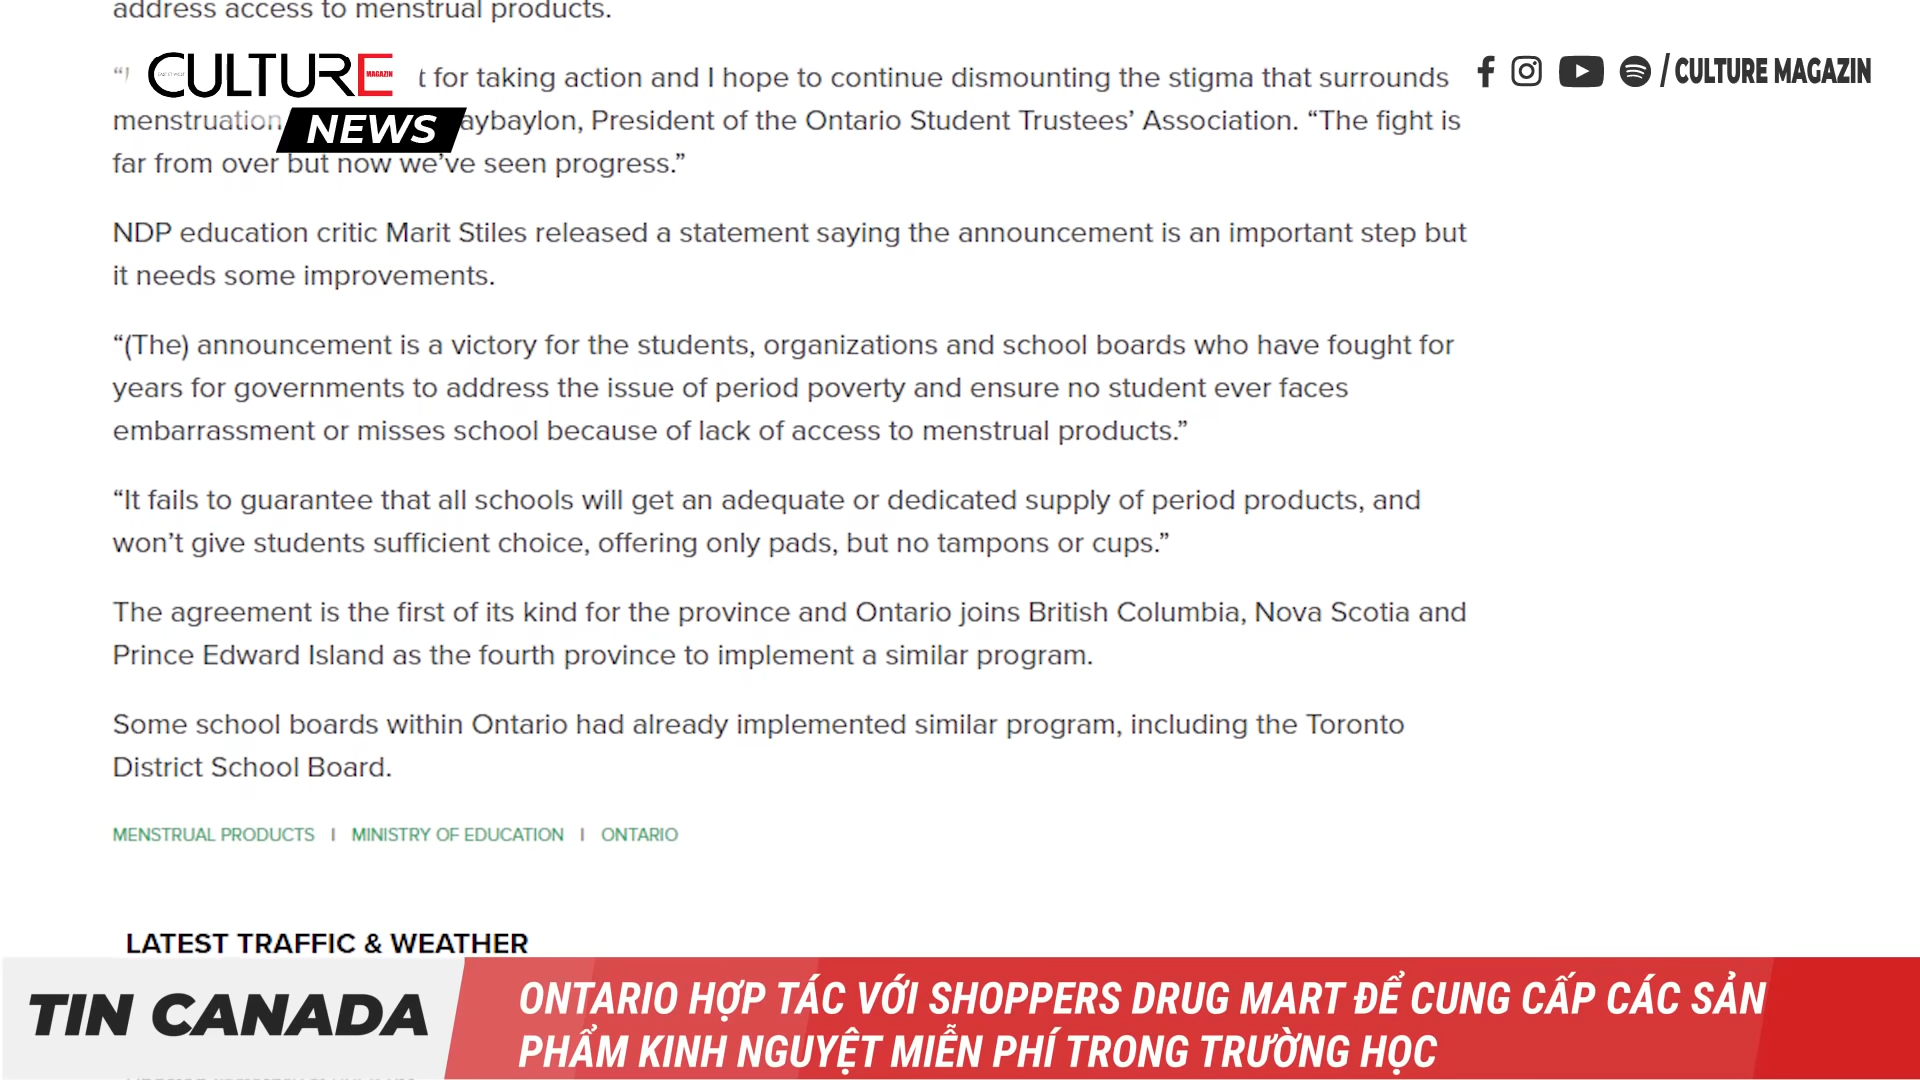 address access to menstrual products.
CULTURE
MAGAZIN
NEWS
t for taking action and I hope to continue dismounting the stigma that surrounds
menstruation aybaylon, President of the Ontario Student Trustees’ Association. “The fight is
far from over but now we’ve seen progress.”
/ CULTURE MAGAZIN
NDP education critic Marit Stiles released a statement saying the announcement is an important step but
it needs some improvements.
“(The) announcement is a victory for the students, organizations and school boards who have fought for
years for governments to address the issue of period poverty and ensure no student ever faces
embarrassment or misses school because of lack of access to menstrual products.”
“It fails to guarantee that all schools will get an adequate or dedicated supply of period products, and
won’t give students sufficient choice, offering only pads, but no tampons or cups.”
The agreement is the first of its kind for the province and Ontario joins British Columbia, Nova Scotia and
Prince Edward Island as the fourth province to implement a similar program.
Some school boards within Ontario had already implemented similar program, including the Toronto
District School Board.
MENSTRUAL PRODUCTS | MINISTRY OF EDUCATION | ONTARIO
LATEST TRAFFIC & WEATHER
TIN CANADA
ONTARIO HỢP TÁC VỚI SHOPPERS DRUG MART ĐỂ CUNG CẤP CÁC SẢN
PHẨM KINH NGUYỆT MIỄN PHÍ TRONG TRƯỜNG HỌC